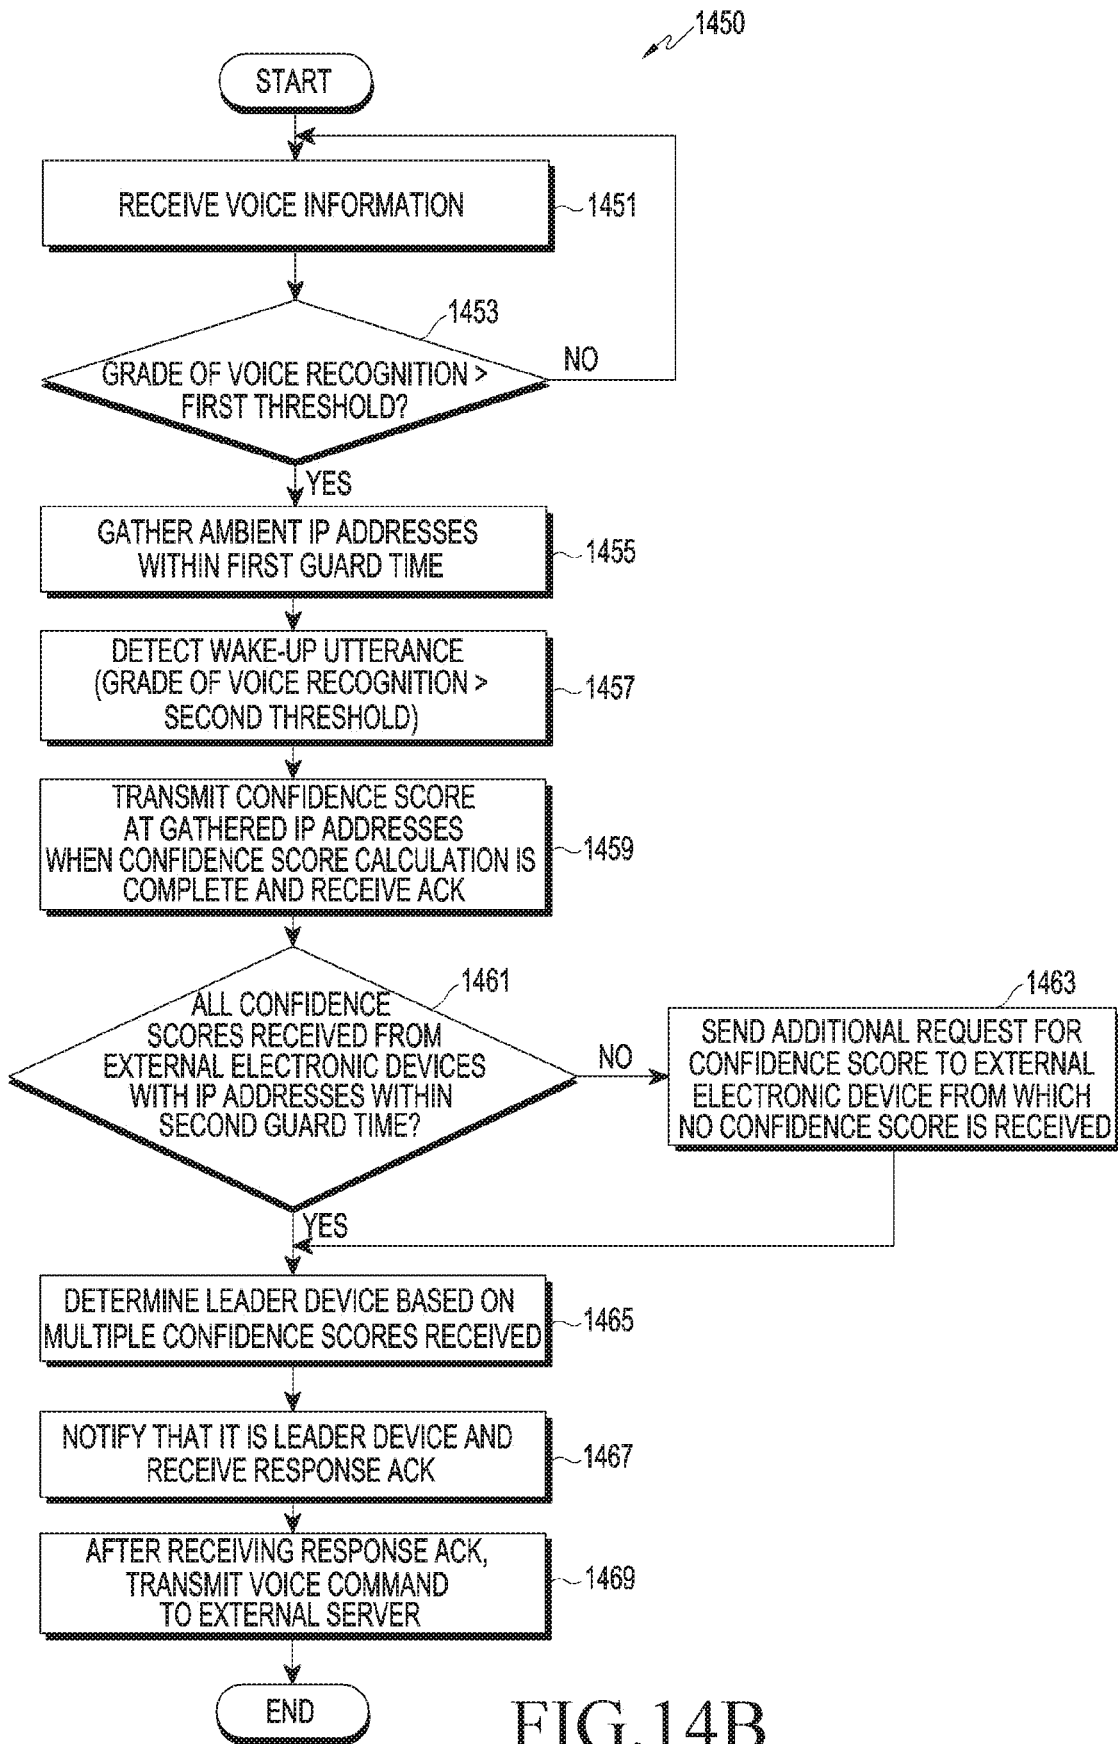 1450
START
RECEIVE VOICE INFORMATION
1451
1453
GRADE OF VOICE RECOGNITION >
FIRST THRESHOLD?
NO
YES
GATHER AMBIENT IP ADDRESSES
WITHIN FIRST GUARD TIME
1455
DETECT WAKE-UP UTTERANCE
(GRADE OF VOICE RECOGNITION >
SECOND THRESHOLD)
1457
TRANSMIT CONFIDENCE SCORE
AT GATHERED IP ADDRESSES
WHEN CONFIDENCE SCORE CALCULATION IS
COMPLETE AND RECEIVE ACK
1459
1461
ALL CONFIDENCE
SCORES RECEIVED FROM
EXTERNAL ELECTRONIC DEVICES
WITH IP ADDRESSES WITHIN
SECOND GUARD TIME?
NO
1463
SEND ADDITIONAL REQUEST FOR
CONFIDENCE SCORE TO EXTERNAL
ELECTRONIC DEVICE FROM WHICH
NO CONFIDENCE SCORE IS RECEIVED
YES
DETERMINE LEADER DEVICE BASED ON
MULTIPLE CONFIDENCE SCORES RECEIVED
1465
NOTIFY THAT IT IS LEADER DEVICE AND
RECEIVE RESPONSE ACK
1467
AFTER RECEIVING RESPONSE ACK,
TRANSMIT VOICE COMMAND
TO EXTERNAL SERVER
1469
END
FIG.14B